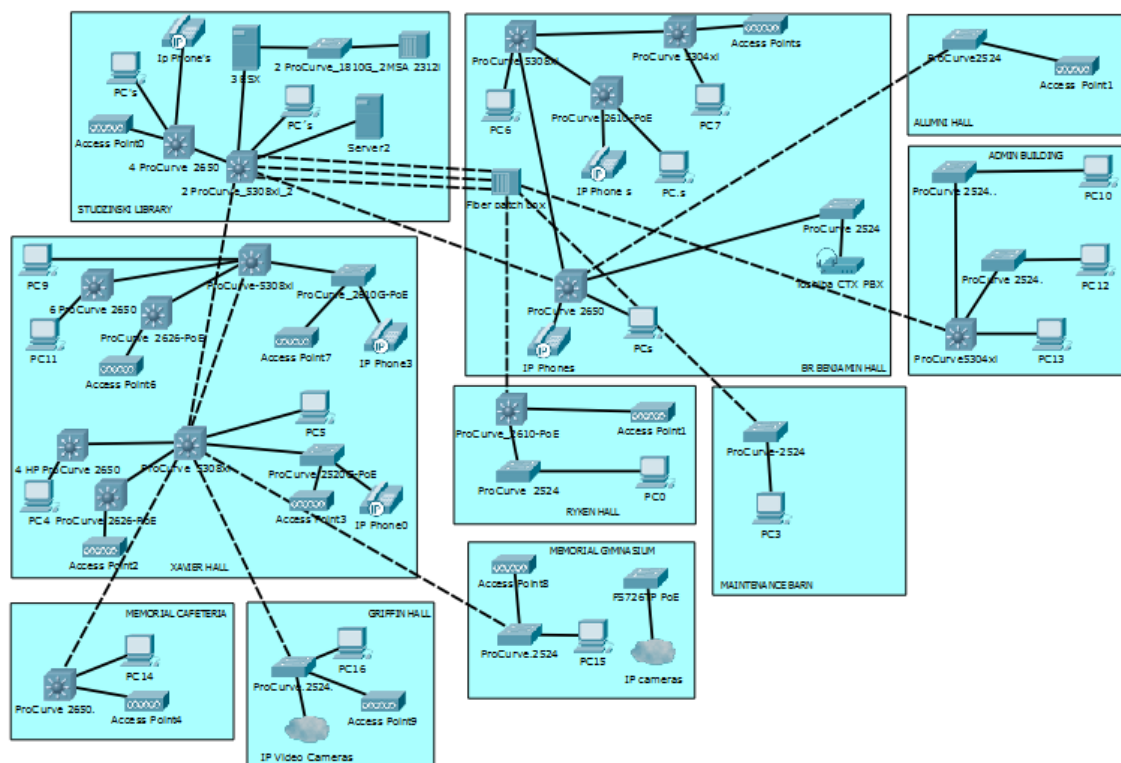 Ip Phone's
3 ESX
2 ProCurve_1810G_2
MSA 2312i
PC's
PC's
Access Point0
Server2
4 ProCurve 2650
2 ProCurve_5308xl_2
STUDZINSKI LIBRARY
ProCurve 5308xl
ProCurve 5304xl
Access Points
PC6
ProCurve 2610-PoE
PC7
IP Phone s
PC.s
Fiber patch box
ProCurve 2524
Toshiba CTX PBX
ProCurve 2650
PCs
IP Phones
BR.BENJAMIN HALL
ProCurve2524
Access Point1
ALUMNI HALL
ADMIN BUILDING
ProCurve 2524..
PC10
ProCurve 2524.
PC12
ProCurve5304xl
PC13
PC9
ProCurve-5308xl
ProCurve_2610G-PoE
6 ProCurve 2650
ProCurve 2626-PoE
PC11
Access Point7
IP Phone3
Access Point6
PC5
4 HP ProCurve 2650
ProCurve 5308xl
ProCurve-2520G-PoE
PC4
ProCurve-2626-PoE
Access Point3
IP Phone0
Access Point2
XAVIER HALL
ProCurve_2610-PoE
Access Point1
ProCurve 2524
PC0
RYKEN HALL
ProCurve-2524
PC3
MAINTENANCE BARN
MEMORIAL GYMNASIUM
Access Point8
FS726TP PoE
ProCurve.2524
PC15
IP cameras
MEMORIAL CAFETERIA
PC14
ProCurve 2650.
Access Point4
GRIFFIN HALL
PC16
ProCurve.2524.
Access Point9
IP Video Cameras